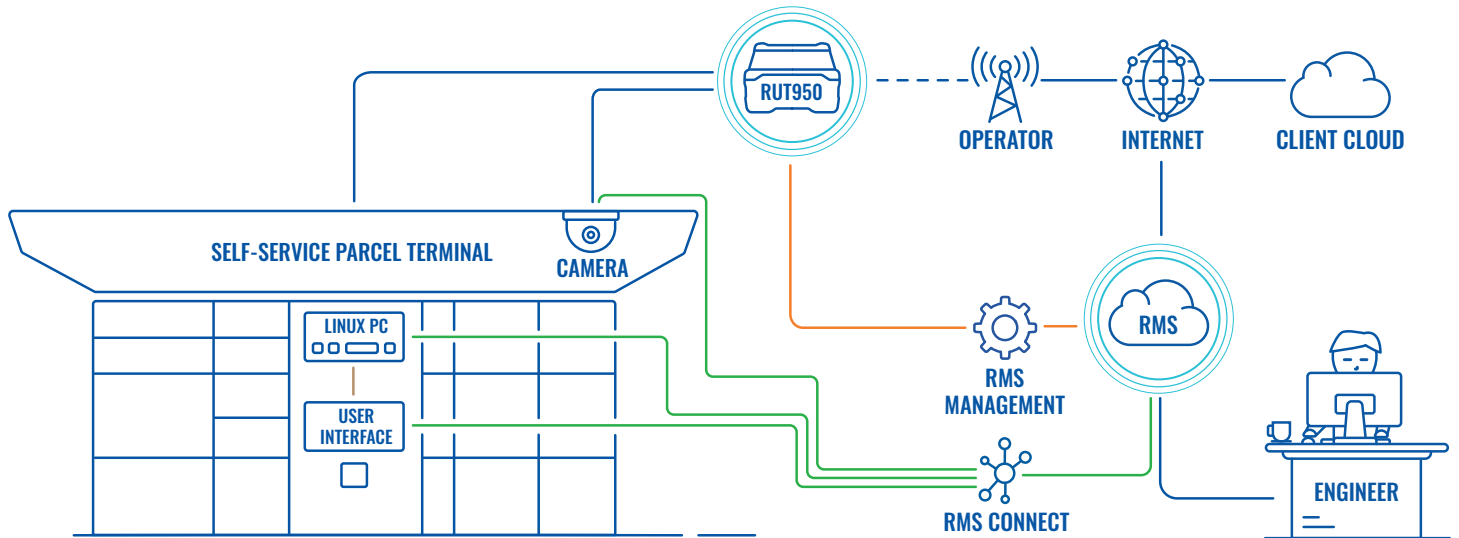 RUT950
OPERATOR
INTERNET
CLIENT CLOUD
SELF-SERVICE PARCEL TERMINAL
CAMERA
LINUX PC
USER
INTERFACE
RMS
RMS
MANAGEMENT
RMS CONNECT
ENGINEER